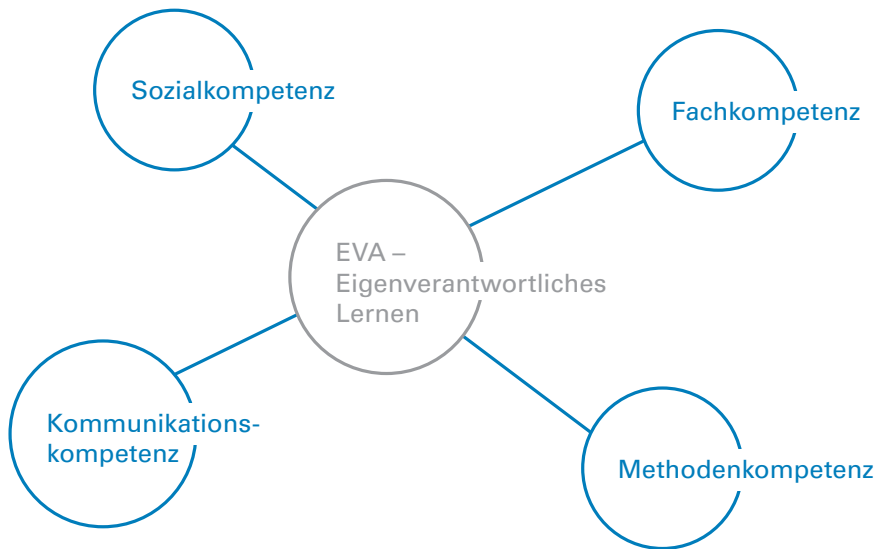 Sozialkompetenz
Fachkompetenz
EVA –
Eigenverantwortliches
Lernen
Kommunikations-
kompetenz
Methodenkompetenz